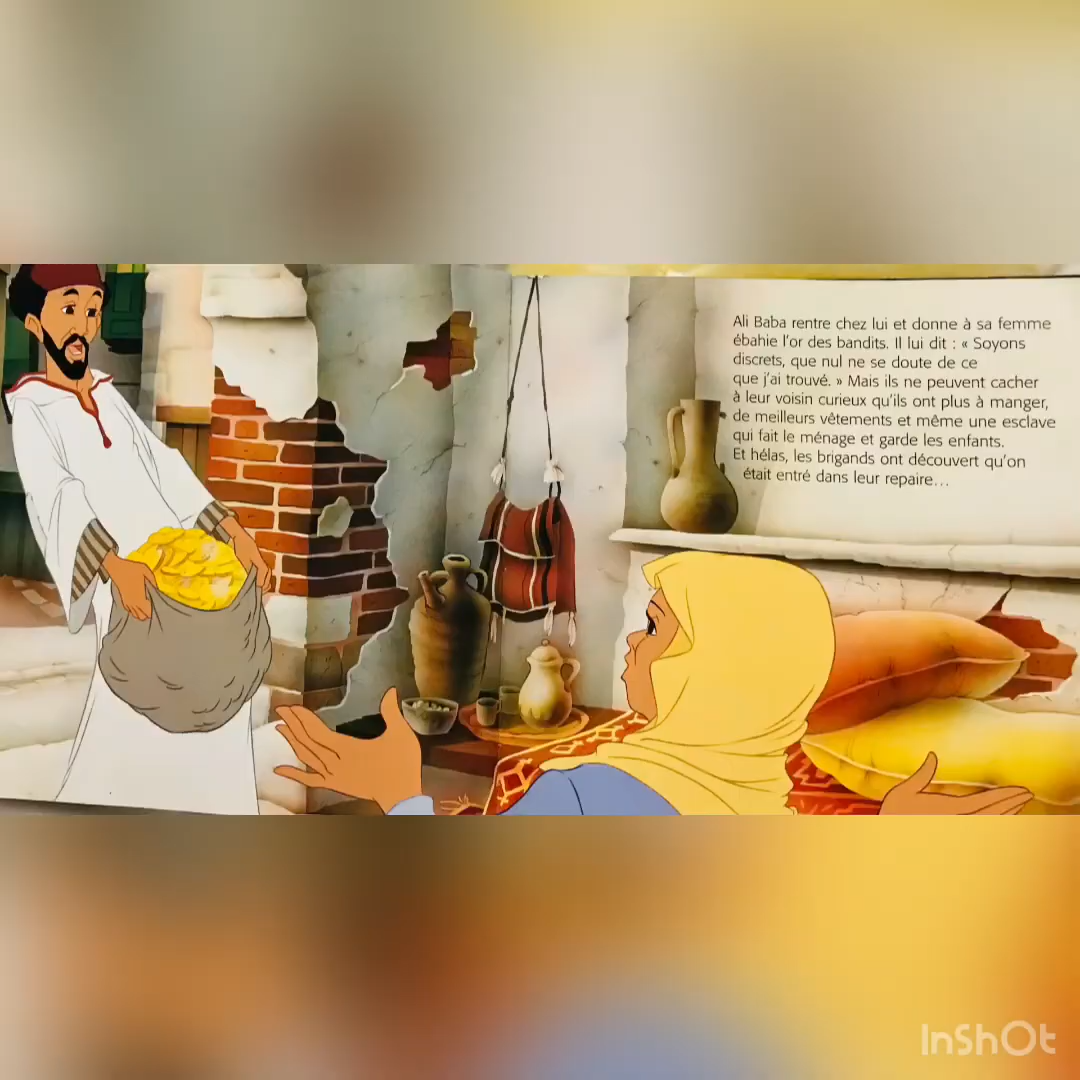 Ali Baba rentre chez lui et donne à sa femme
ébahie l'or des bandits. Il lui dit : « Soyons
discrets, que nul ne se doute de ce
que j'ai trouvé. » Mais ils ne peuvent cacher
à leur voisin curieux qu'ils ont plus à manger,
de meilleurs vêtements et même une esclave
qui fait le ménage et garde les enfants.
Et hélas, les brigands ont découvert qu'on
était entré dans leur repaire…
InShOt